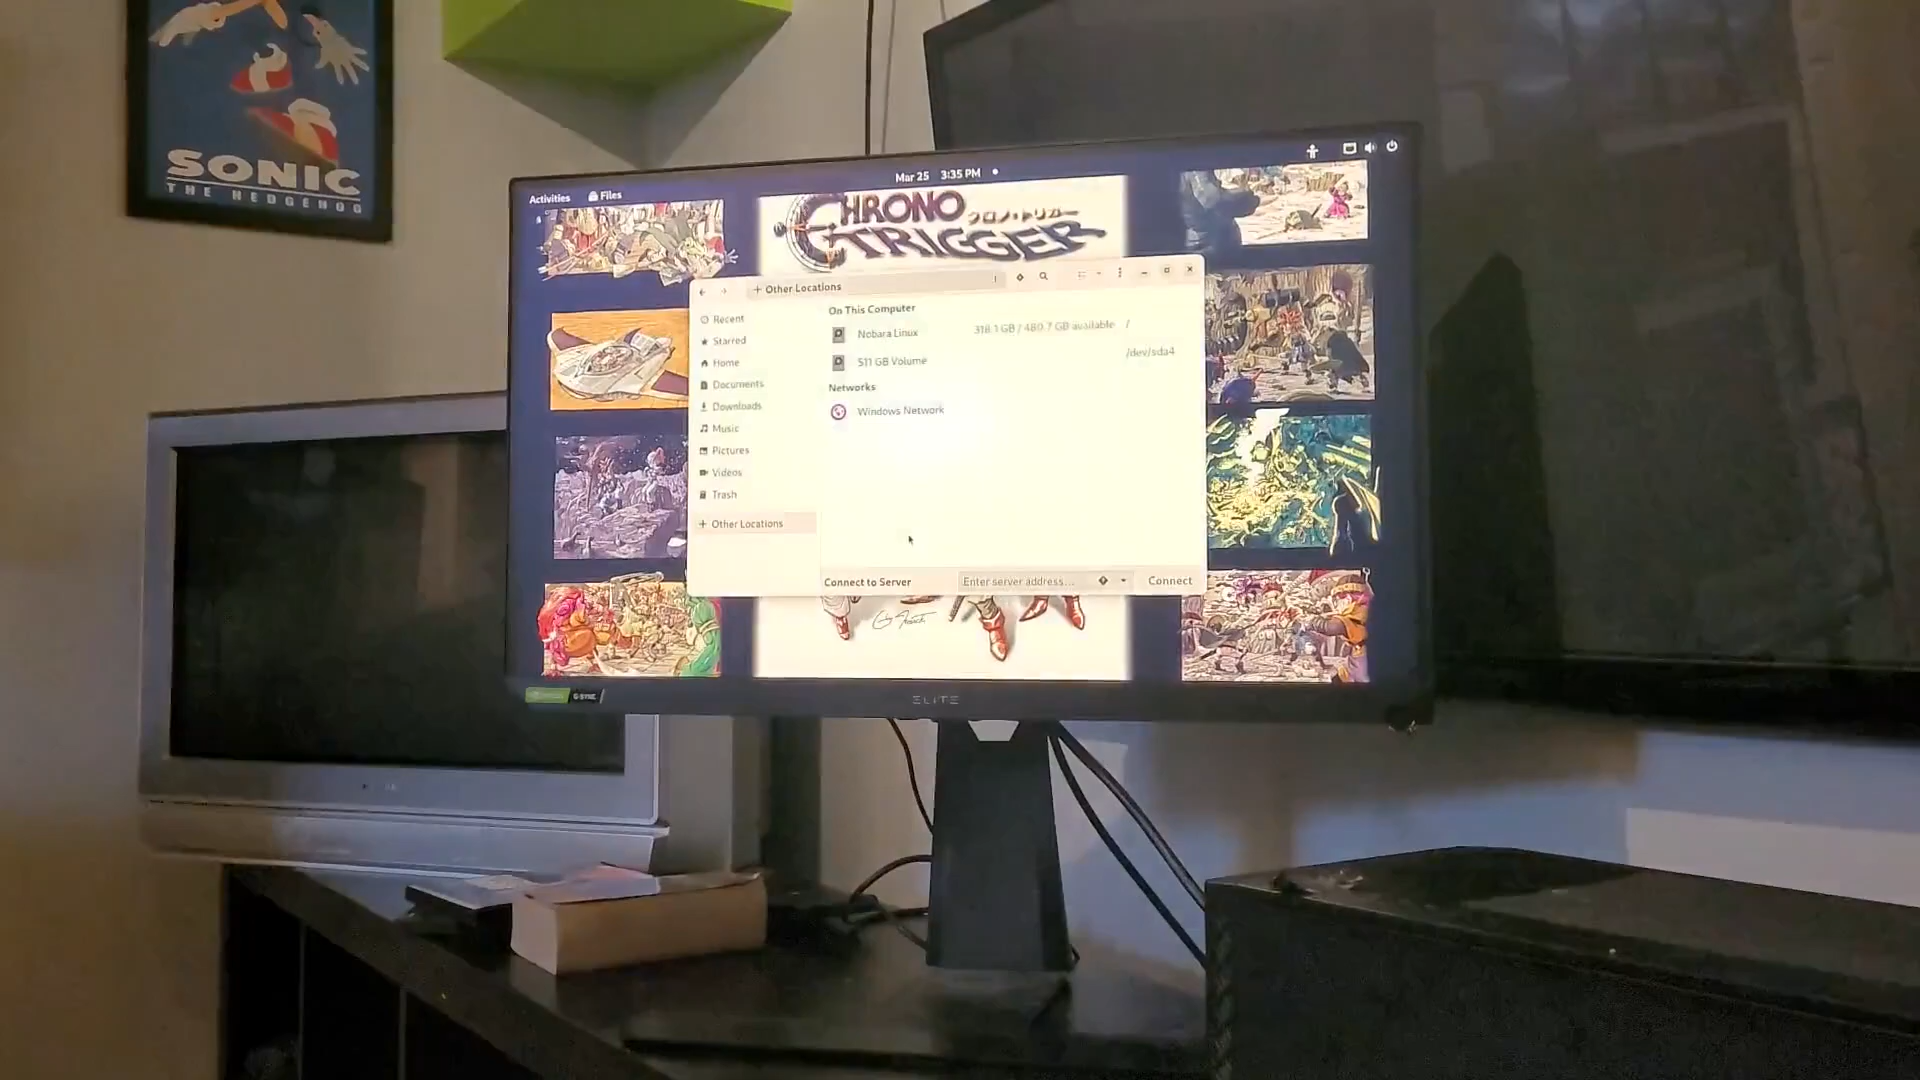 SONIC
THE HEDGEHOG
Activities Files
Mar 25 3:35 PM
CHRONO
クロノ・トリガー
TRIGGER
+ Other Locations
Recent
Starred
Home
Documents
Downloads
Music
Pictures
Videos
Trash
+ Other Locations
On This Computer
Nobara Linux 318.1 GB / 480.7 GB available /
511 GB Volume /dev/sda4
Networks
Windows Network
Connect to Server Enter server address... Connect
G-SYNC
ELITE